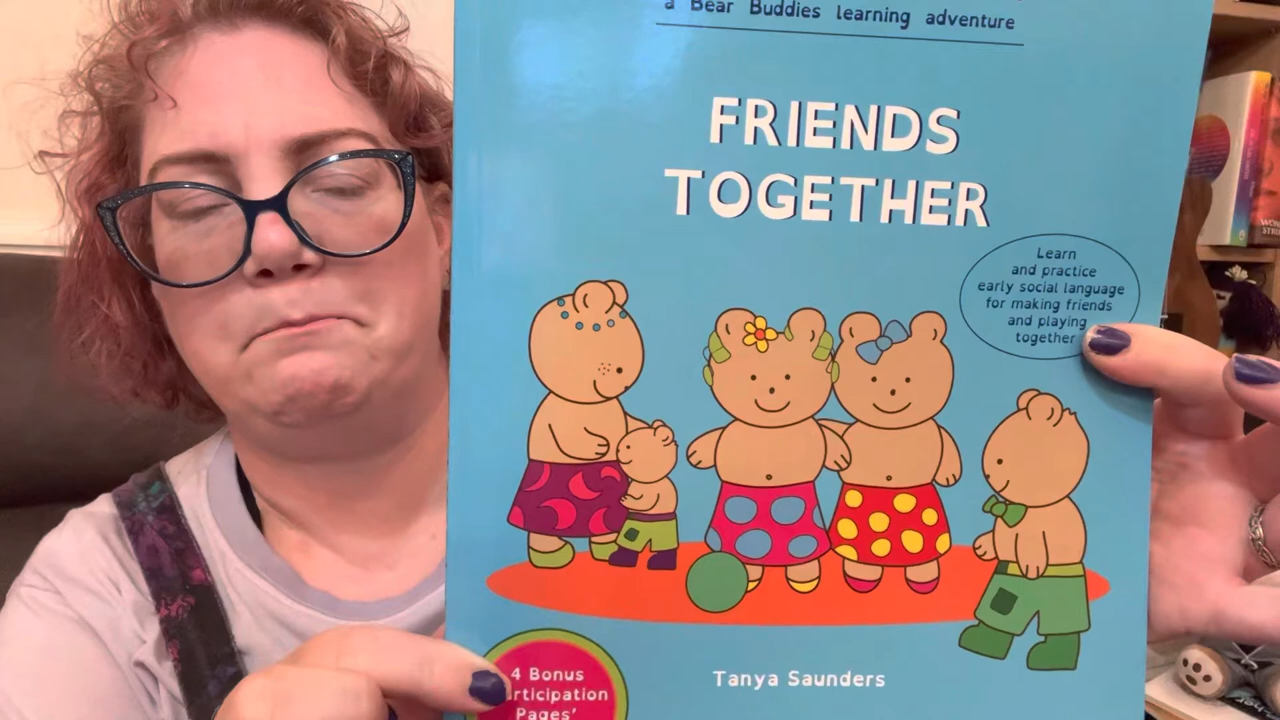 a Bear Buddies learning adventure
FRIENDS
TOGETHER
Learn
and practice
early social language
for making friends
and playing
together
4 Bonus
rticipation
Pages'
Tanya Saunders